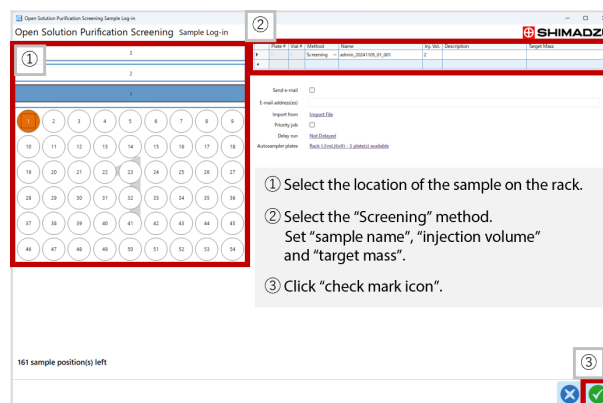 Open Solution Purification Screening Sample Log-in
②
Open Solution Purification Screening Sample Log-in
SHIMADZU
①
3
2
1
Plate # Vial # Method Name Inj. Vol. Description Target Mass
Screening admin_20241105_01_001 2
Send e-mail
E-mail address(es)
Import from Import File
Priority job
Delay run Not Delayed
Autosampler plates Rack 1.5mL(6x9) - 3 plate(s) available
1 2 3 4 5 6 7 8 9
10 11 12 13 14 15 16 17 18
19 20 21 22 23 24 25 26 27
28 29 30 31 32 33 34 35 36
37 38 39 40 41 42 43 44 45
46 47 48 49 50 51 52 53 54
① Select the location of the sample on the rack.
② Select the “Screening” method.
Set “sample name”, “injection volume”
and “target mass”.
③ Click “check mark icon”.
161 sample position(s) left
③